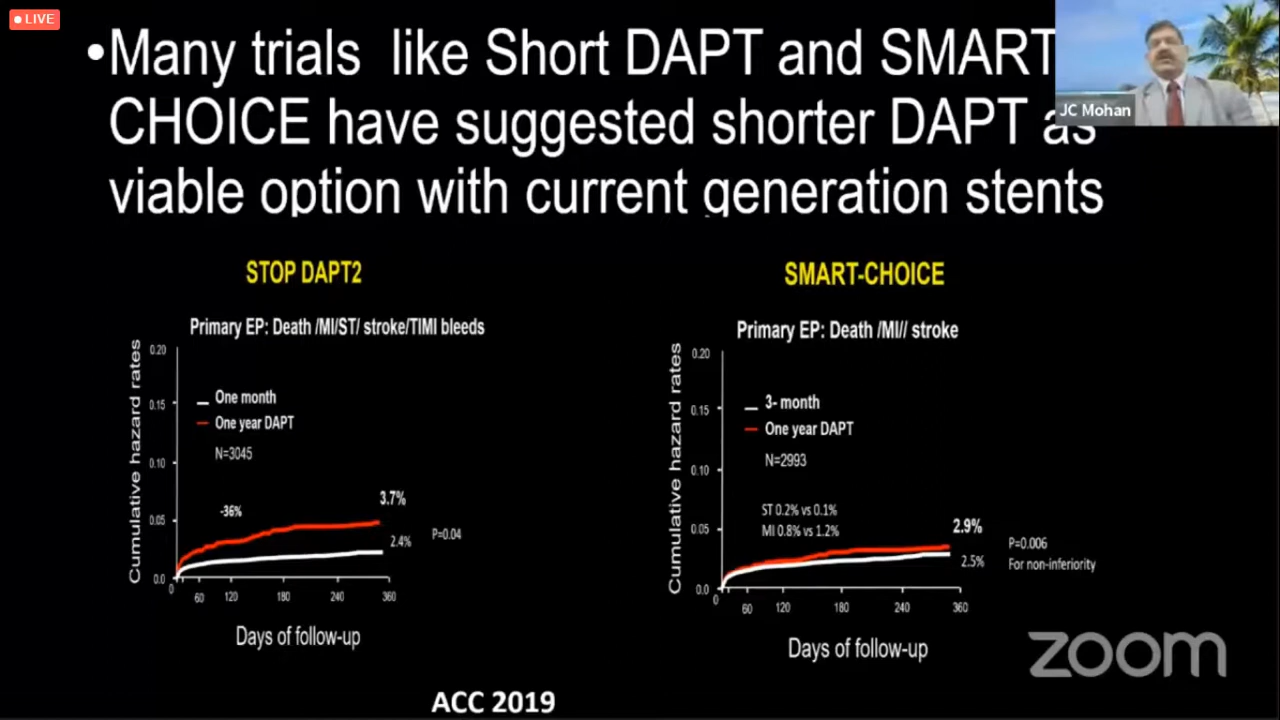 LIVE
•Many trials like Short DAPT and SMART
CHOICE have suggested shorter DAPT as
viable option with current generation stents
JC Mohan
STOP DAPT2
Primary EP: Death /MI/ST/ stroke/TIMI bleeds
Cumulative hazard rates
0.20
0.15
0.10
0.05
0.0
One month
One year DAPT
N=3045
-36%
3.7%
2.4%
P=0.04
0 60 120 180 240 360
Days of follow-up
SMART-CHOICE
Primary EP: Death /MI// stroke
Cumulative hazard rates
0.20
0.15
0.10
0.05
0.0
3- month
One year DAPT
N=2993
ST 0.2% vs 0.1%
MI 0.8% vs 1.2%
2.9%
2.5%
P=0.006
For non-inferiority
0 60 120 180 240 360
Days of follow-up
ACC 2019
zoom